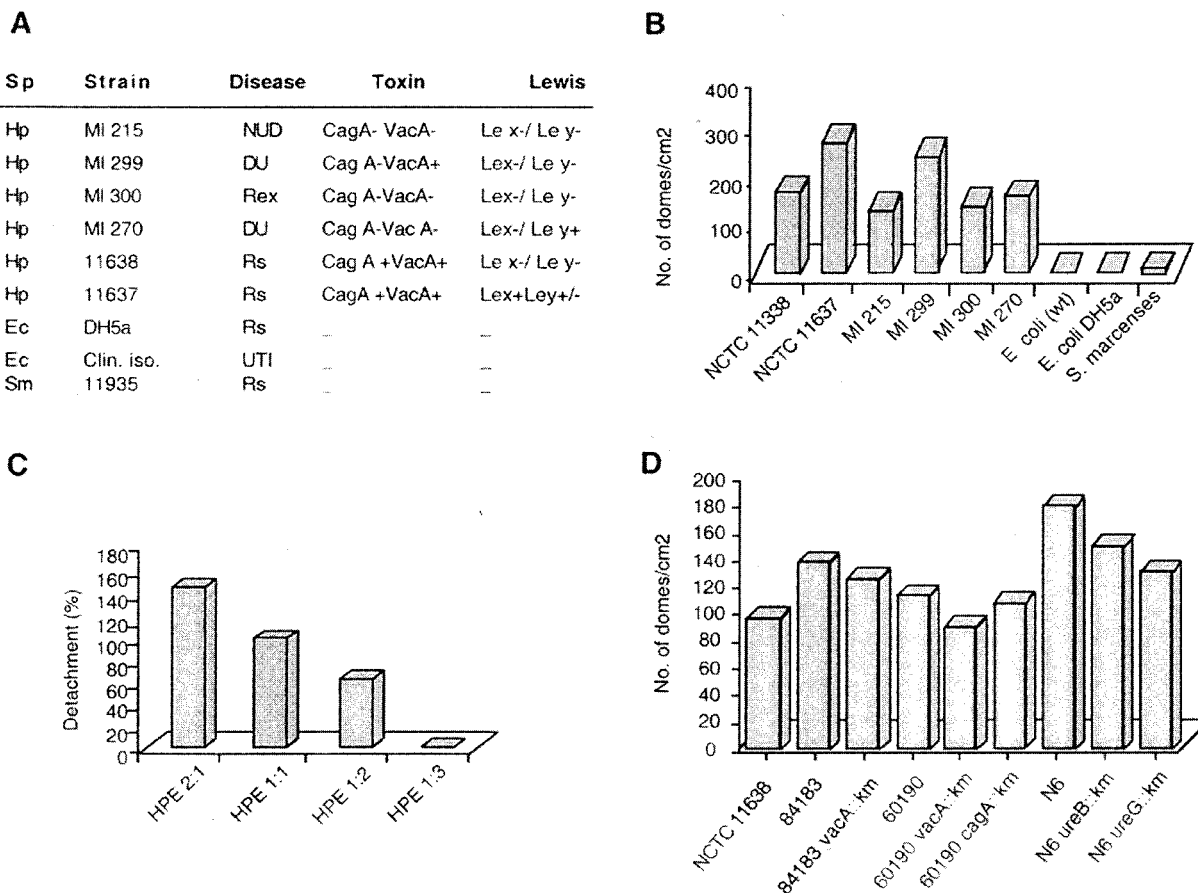 A
Sp Strain Disease Toxin Lewis
Hp MI 215 NUD CagA- VacA- Le x-/ Le y-
Hp MI 299 DU Cag A-VacA+ Lex-/ Le y-
Hp MI 300 Rex Cag A-VacA- Lex-/ Le y-
Hp MI 270 DU Cag A-Vac A- Lex-/ Le y+
Hp 11638 Rs Cag A +VacA+ Le x-/ Le y-
Hp 11637 Rs CagA +VacA+ Lex+Ley+/-
Ec DH5a Rs _ _
Ec Clin. iso. UTI _ _
Sm 11935 Rs _ _
B
No. of domes/cm2
400
300
200
100
0
NCTC 11338
NCTC 11637
MI 215
MI 299
MI 300
MI 270
E coli (wt)
E. coli DH5a
S. marcenses
C
Detachment (%)
180
160
140
120
100
80
60
40
20
0
HPE 2:1
HPE 1:1
HPE 1:2
HPE 1:3
D
No. of domes/cm2
200
180
160
140
120
100
80
60
40
20
0
NCTC 11638
84183
84183 vacA::km
60190
60190 vacA::km
60190 cagA::km
N6
N6 ureB::km
N6 ureG::km